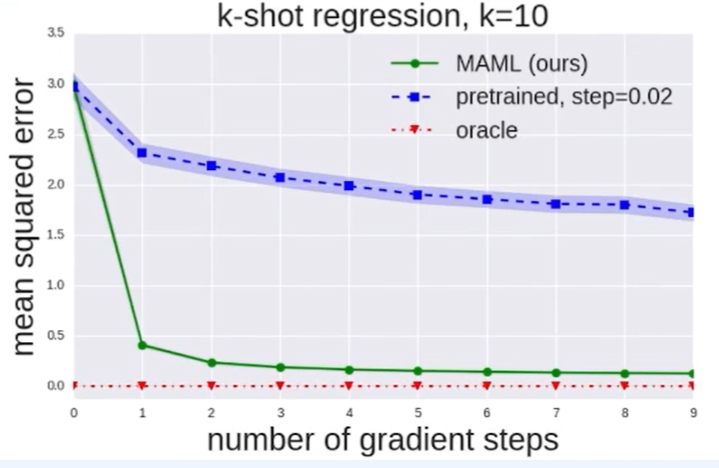 k-shot regression, k=10
3.5
3.0
2.5
2.0
1.5
1.0
0.5
0.0
mean squared error
MAML (ours)
pretrained, step=0.02
oracle
0 1 2 3 4 5 6 7 8 9
number of gradient steps